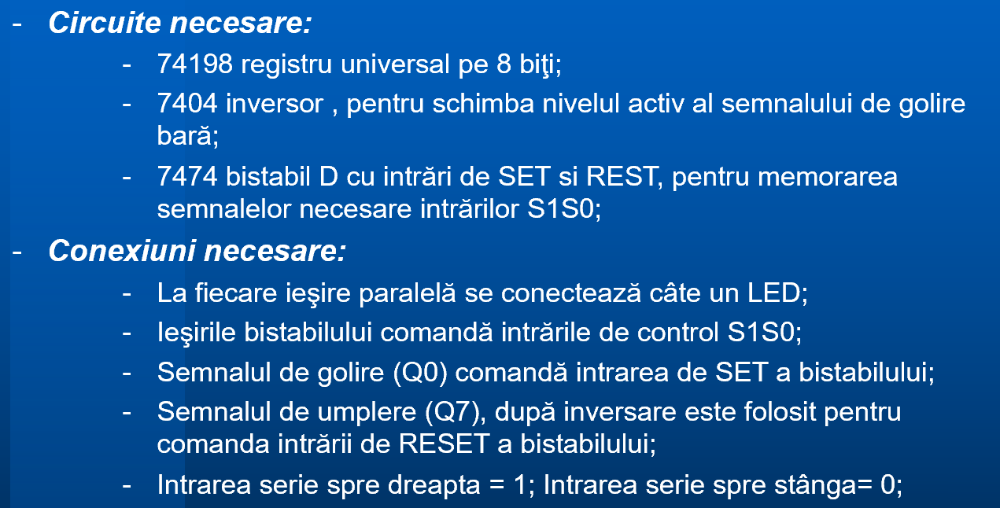 - Circuite necesare:
- 74198 registru universal pe 8 biţi;
- 7404 inversor , pentru schimba nivelul activ al semnalului de golire
bară;
- 7474 bistabil D cu intrări de SET si REST, pentru memorarea
semnalelor necesare intrărilor S1S0;
- Conexiuni necesare:
- La fiecare ieşire paralelă se conectează câte un LED;
- Ieşirile bistabilului comandă intrările de control S1S0;
- Semnalul de golire (Q0) comandă intrarea de SET a bistabilului;
- Semnalul de umplere (Q7), după inversare este folosit pentru
comanda intrării de RESET a bistabilului;
- Intrarea serie spre dreapta = 1; Intrarea serie spre stânga= 0;